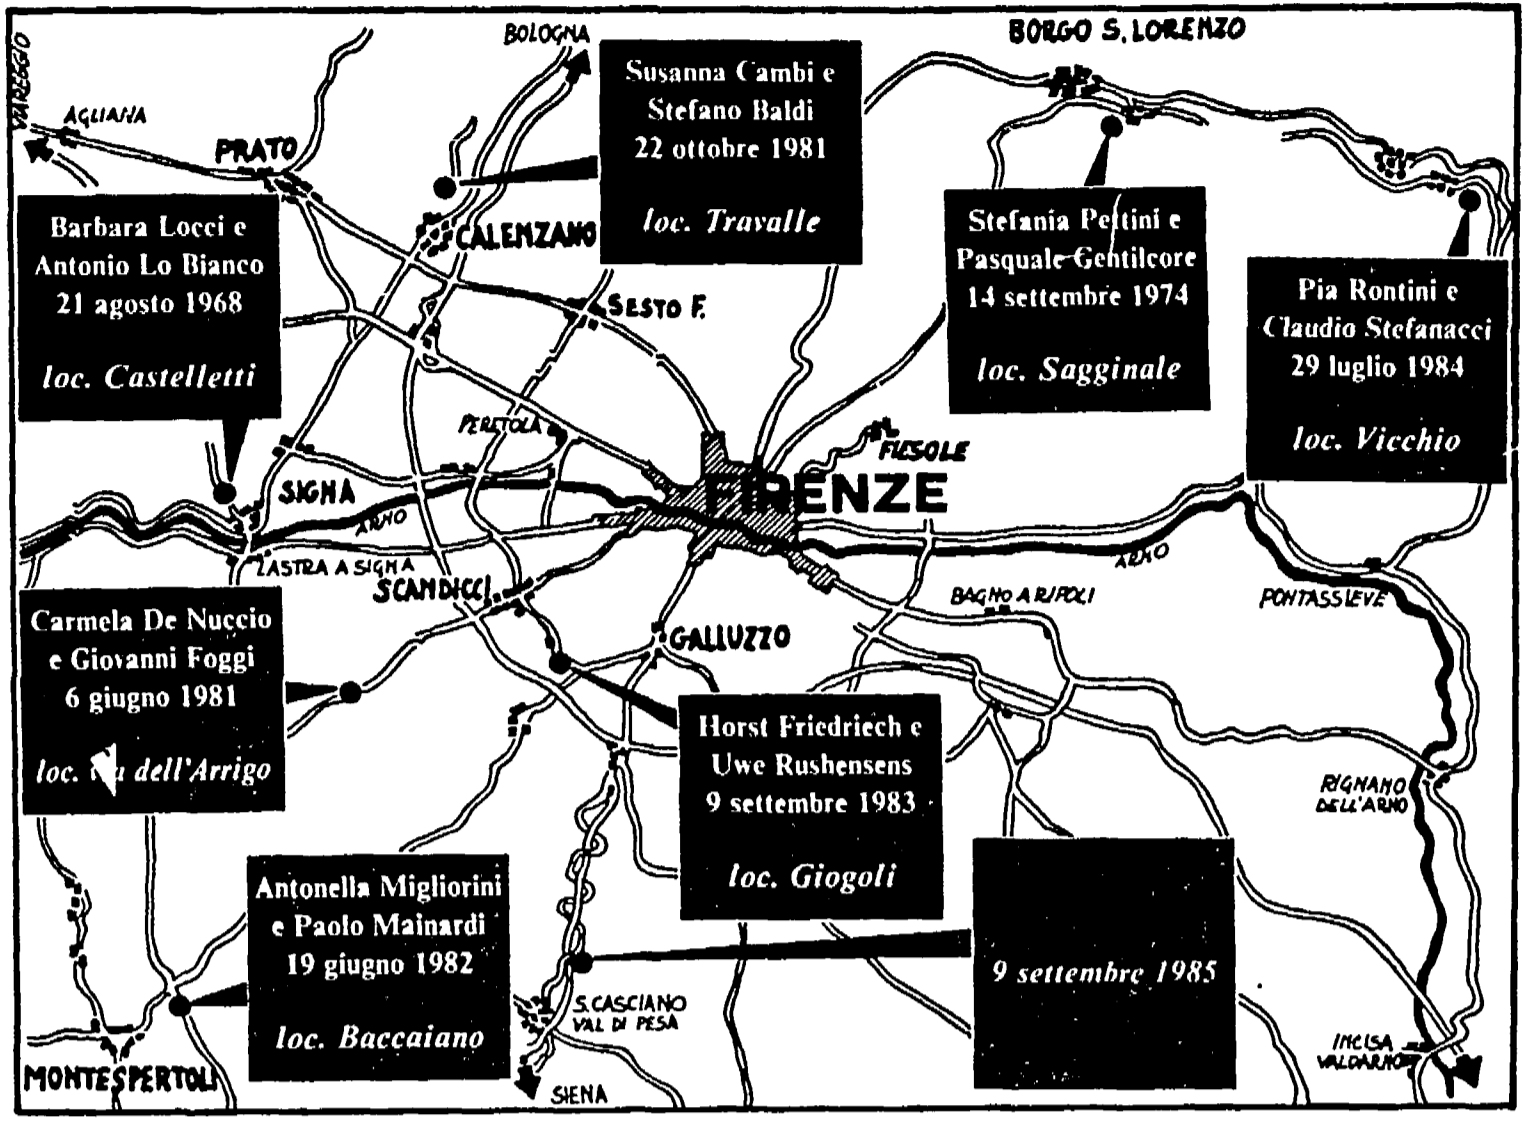 BOLOGNA
BORGO S. LORENZO
VIAREGGIO
AGLIANA
PRATO
Susanna Cambi e
Stefano Baldi
22 ottobre 1981
loc. Travalle
CALENZANO
Barbara Locci e
Antonio Lo Bianco
21 agosto 1968
loc. Castelletti
Stefania Pettini e
Pasquale Gentilcore
14 settembre 1974
loc. Sagginale
Pia Rontini e
Claudio Stefanacci
29 luglio 1984
loc. Vicchio
SESTO F.
PERETOLA
FIESOLE
FIRENZE
SIGNA
ARNO
LASTRA A SIGNA
SCANDICCI
ARNO
BAGNO A RIPOLI
PONTASSIEVE
GALLUZZO
Carmela De Nuccio
e Giovanni Foggi
6 giugno 1981
loc. dell'Arrigo
Horst Friedriech e
Uwe Rushensens
9 settembre 1983
loc. Giogoli
RIGNANO
DELL'ARNO
Antonella Migliorini
e Paolo Mainardi
19 giugno 1982
loc. Baccaiano
9 settembre 1985
S. CASCIANO
VAL DI PESA
MONTESPERTOLI
SIENA
INCISA
VALDARNO